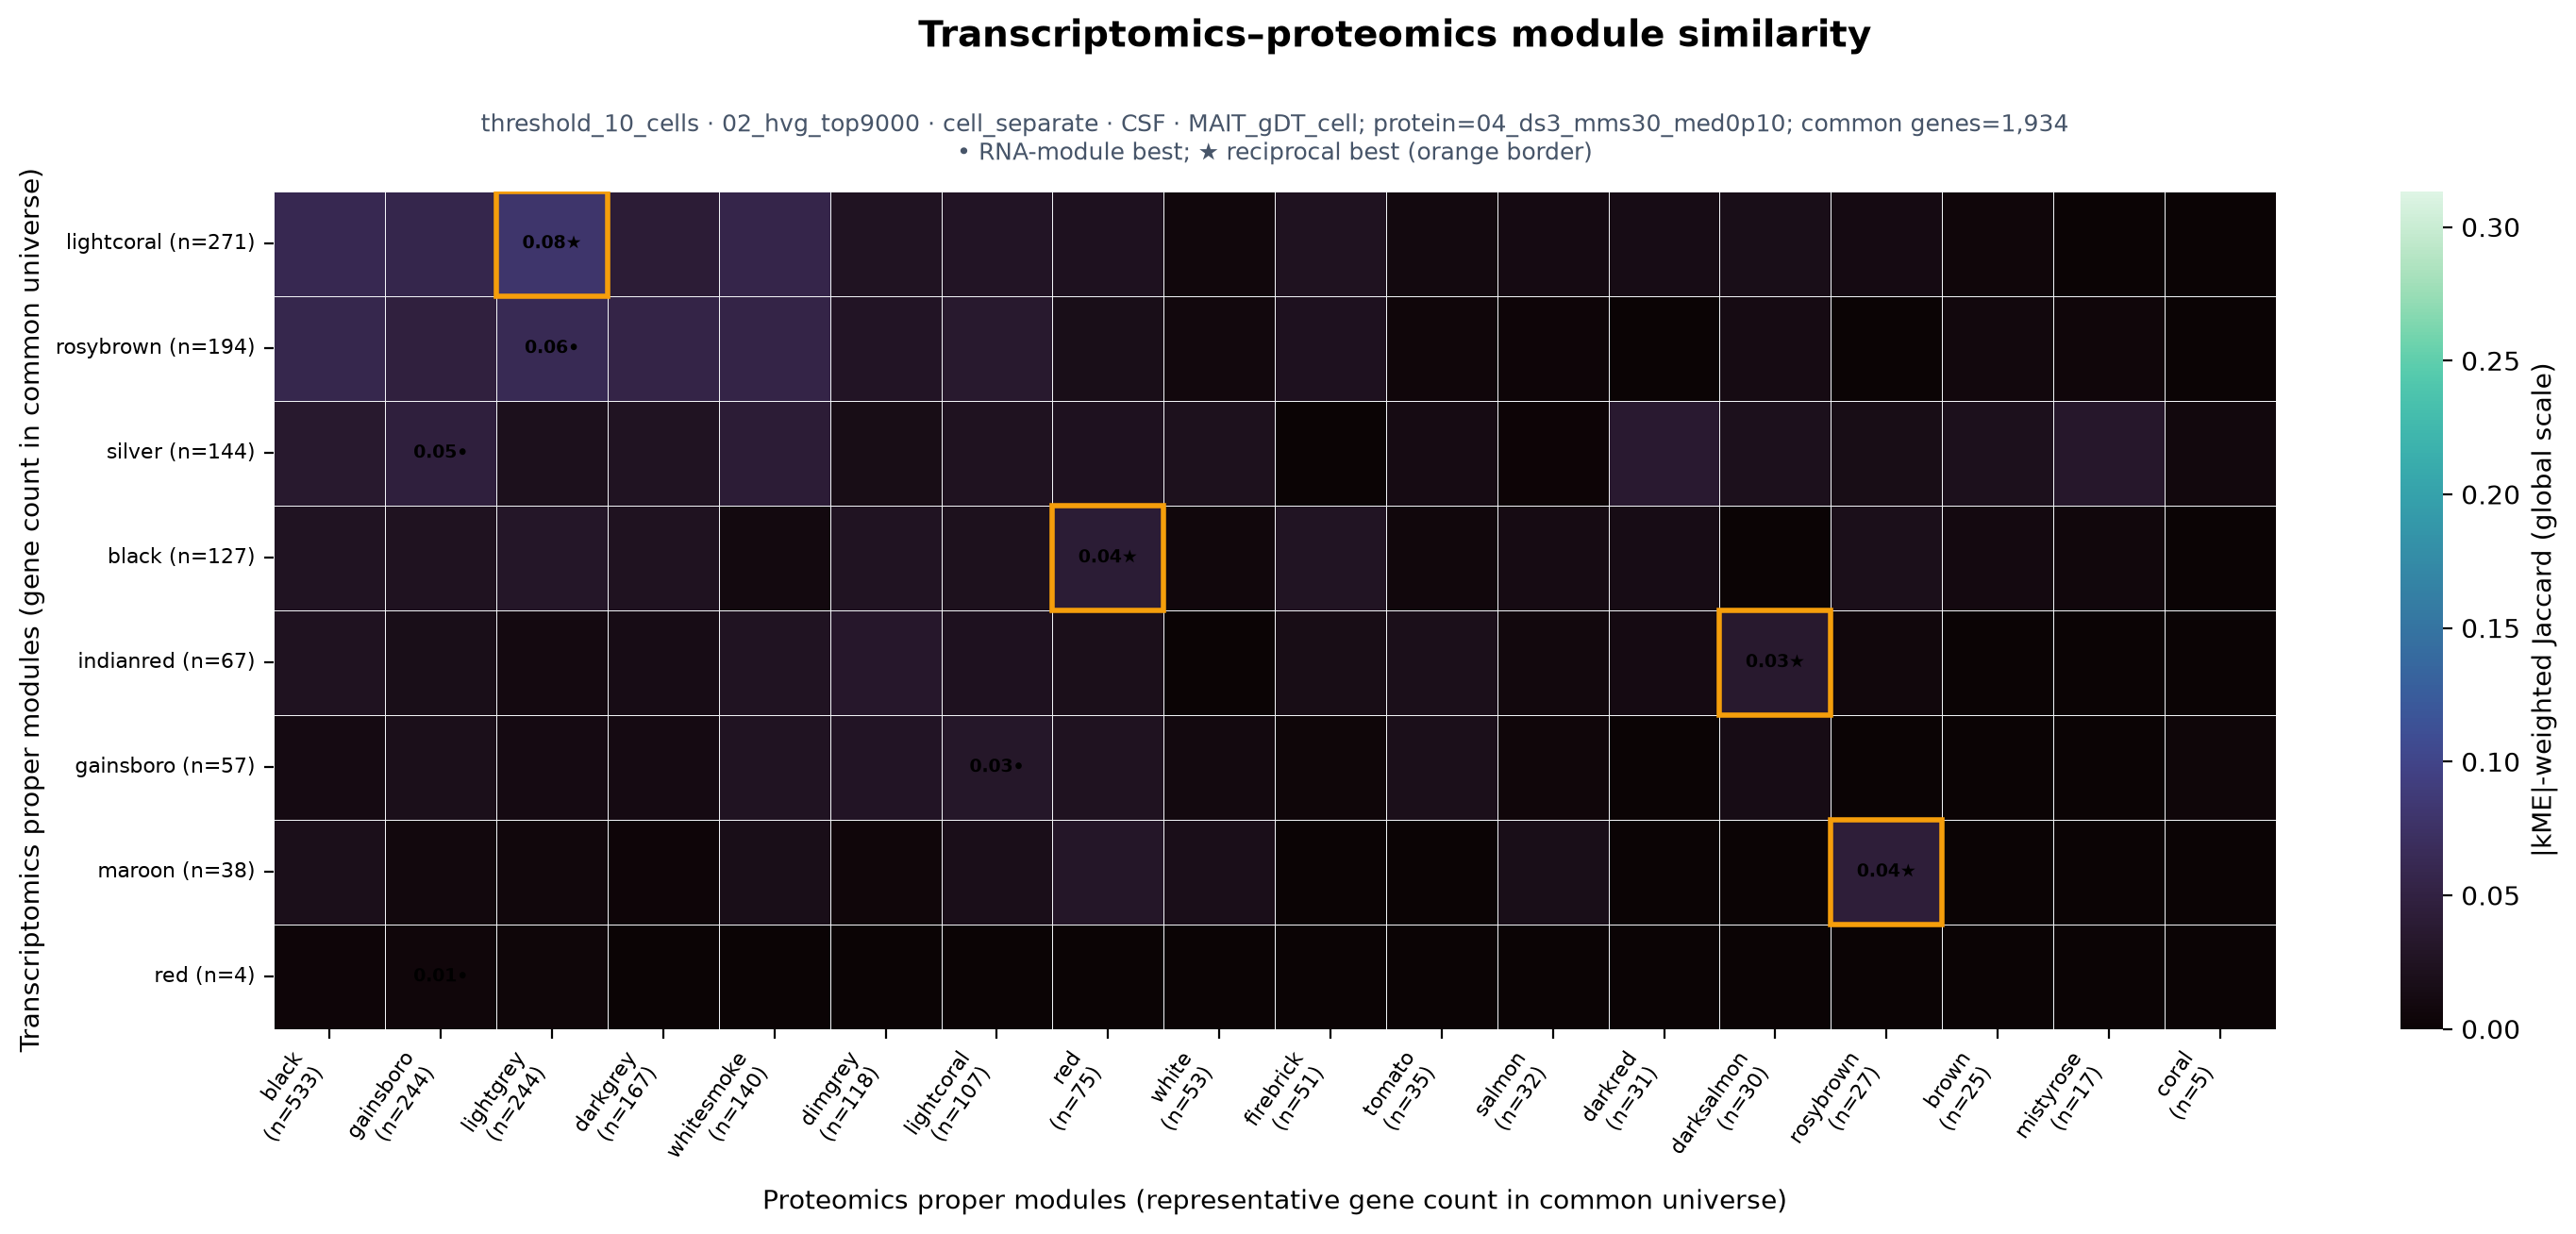 Transcriptomics–proteomics module similarity
threshold_10_cells · 02_hvg_top9000 · cell_separate · CSF · MAIT_gDT_cell; protein=04_ds3_mms30_med0p10; common genes=1,934
• RNA-module best; ★ reciprocal best (orange border)
Transcriptomics proper modules (gene count in common universe)
lightcoral (n=271)
0.08★
rosybrown (n=194)
0.06•
silver (n=144)
0.05•
black (n=127)
0.04★
indianred (n=67)
0.03★
gainsboro (n=57)
0.03•
maroon (n=38)
0.04★
red (n=4)
0.01•
black
(n=533)
gainsboro
(n=244)
lightgrey
(n=244)
darkgrey
(n=167)
whitesmoke
(n=140)
dimgrey
(n=118)
lightcoral
(n=107)
red
(n=75)
white
(n=53)
firebrick
(n=51)
tomato
(n=35)
salmon
(n=32)
darkred
(n=31)
darksalmon
(n=30)
rosybrown
(n=27)
brown
(n=25)
mistyrose
(n=17)
coral
(n=5)
Proteomics proper modules (representative gene count in common universe)
0.30
0.25
0.20
0.15
0.10
0.05
0.00
|kME|-weighted Jaccard (global scale)